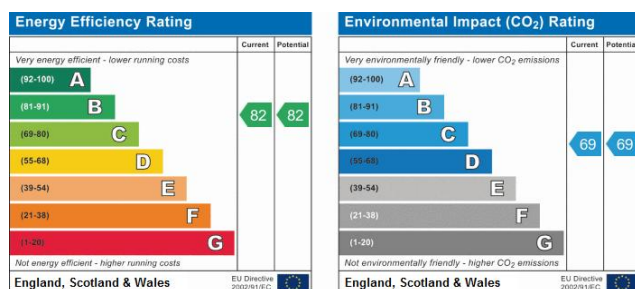 Energy Efficiency Rating
Current Potential
Very energy efficient - lower running costs
(92-100) A
(81-91) B
82 82
(69-80) C
(55-68) D
(39-54) E
(21-38) F
(1-20) G
Not energy efficient - higher running costs
England, Scotland & Wales
EU Directive
2002/91/EC
Environmental Impact (CO₂) Rating
Current Potential
Very environmentally friendly - lower CO₂ emissions
(92-100) A
(81-91) B
(69-80) C
69 69
(55-68) D
(39-54) E
(21-38) F
(1-20) G
Not environmentally friendly - higher CO₂ emissions
England, Scotland & Wales
EU Directive
2002/91/EC